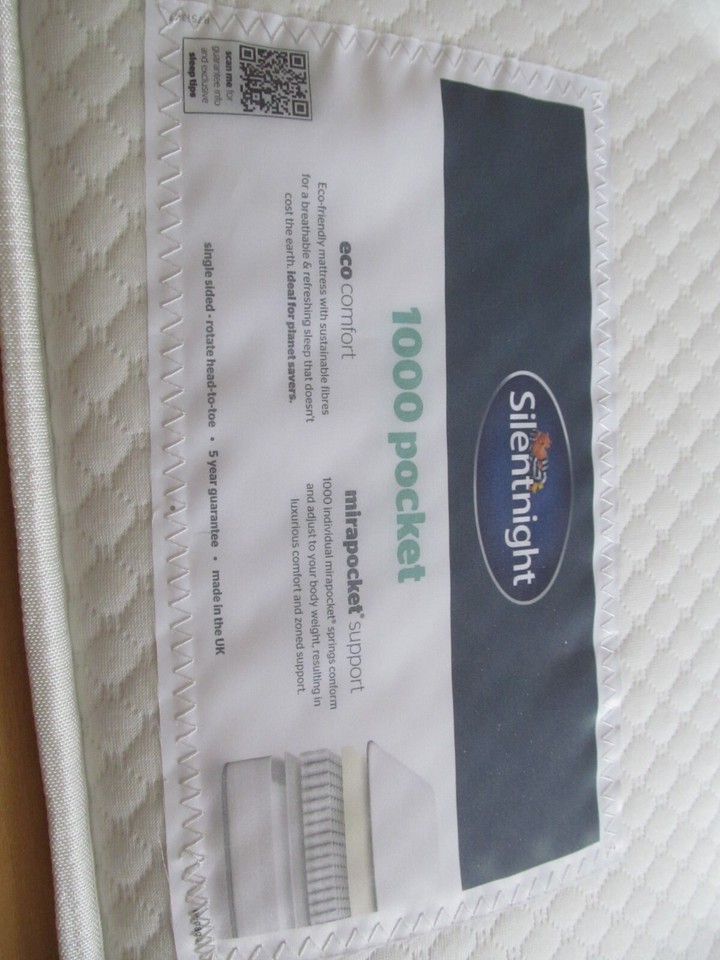 Silentnight
1000 pocket
eco comfort
Eco-friendly mattress with sustainable fibres
for a breathable & refreshing sleep that doesn't
cost the earth. Ideal for planet savers.
mirapocket® support
1000 individual mirapocket® springs conform
and adjust to your body weight, resulting in
luxurious comfort and zoned support.
single sided - rotate head-to-toe • 5 year guarantee • made in the UK
scan me for
guarantee info
and exclusive
sleep tips